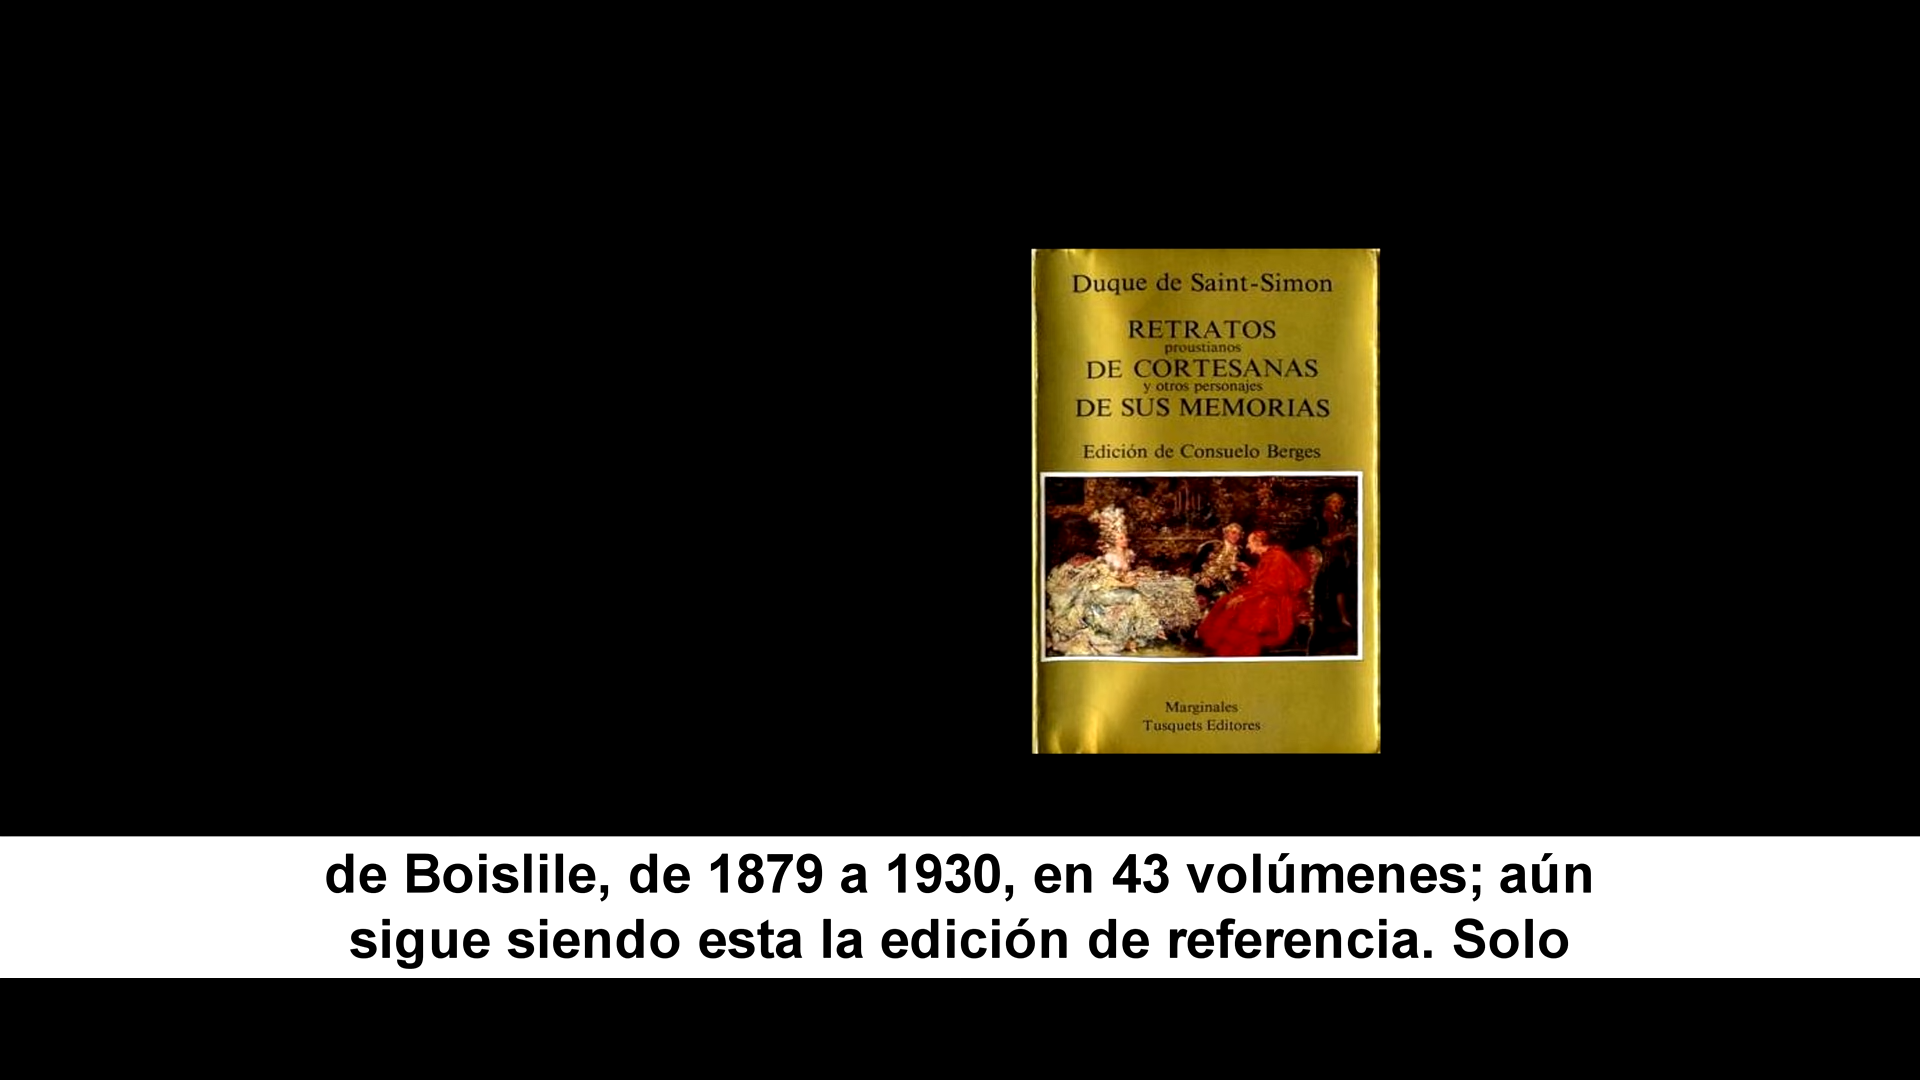 Duque de Saint-Simon
RETRATOS
proustianos
DE CORTESANAS
y otros personajes
DE SUS MEMORIAS
Edición de Consuelo Berges
Marginales
Tusquets Editores
de Boislile, de 1879 a 1930, en 43 volúmenes; aún
sigue siendo esta la edición de referencia. Solo